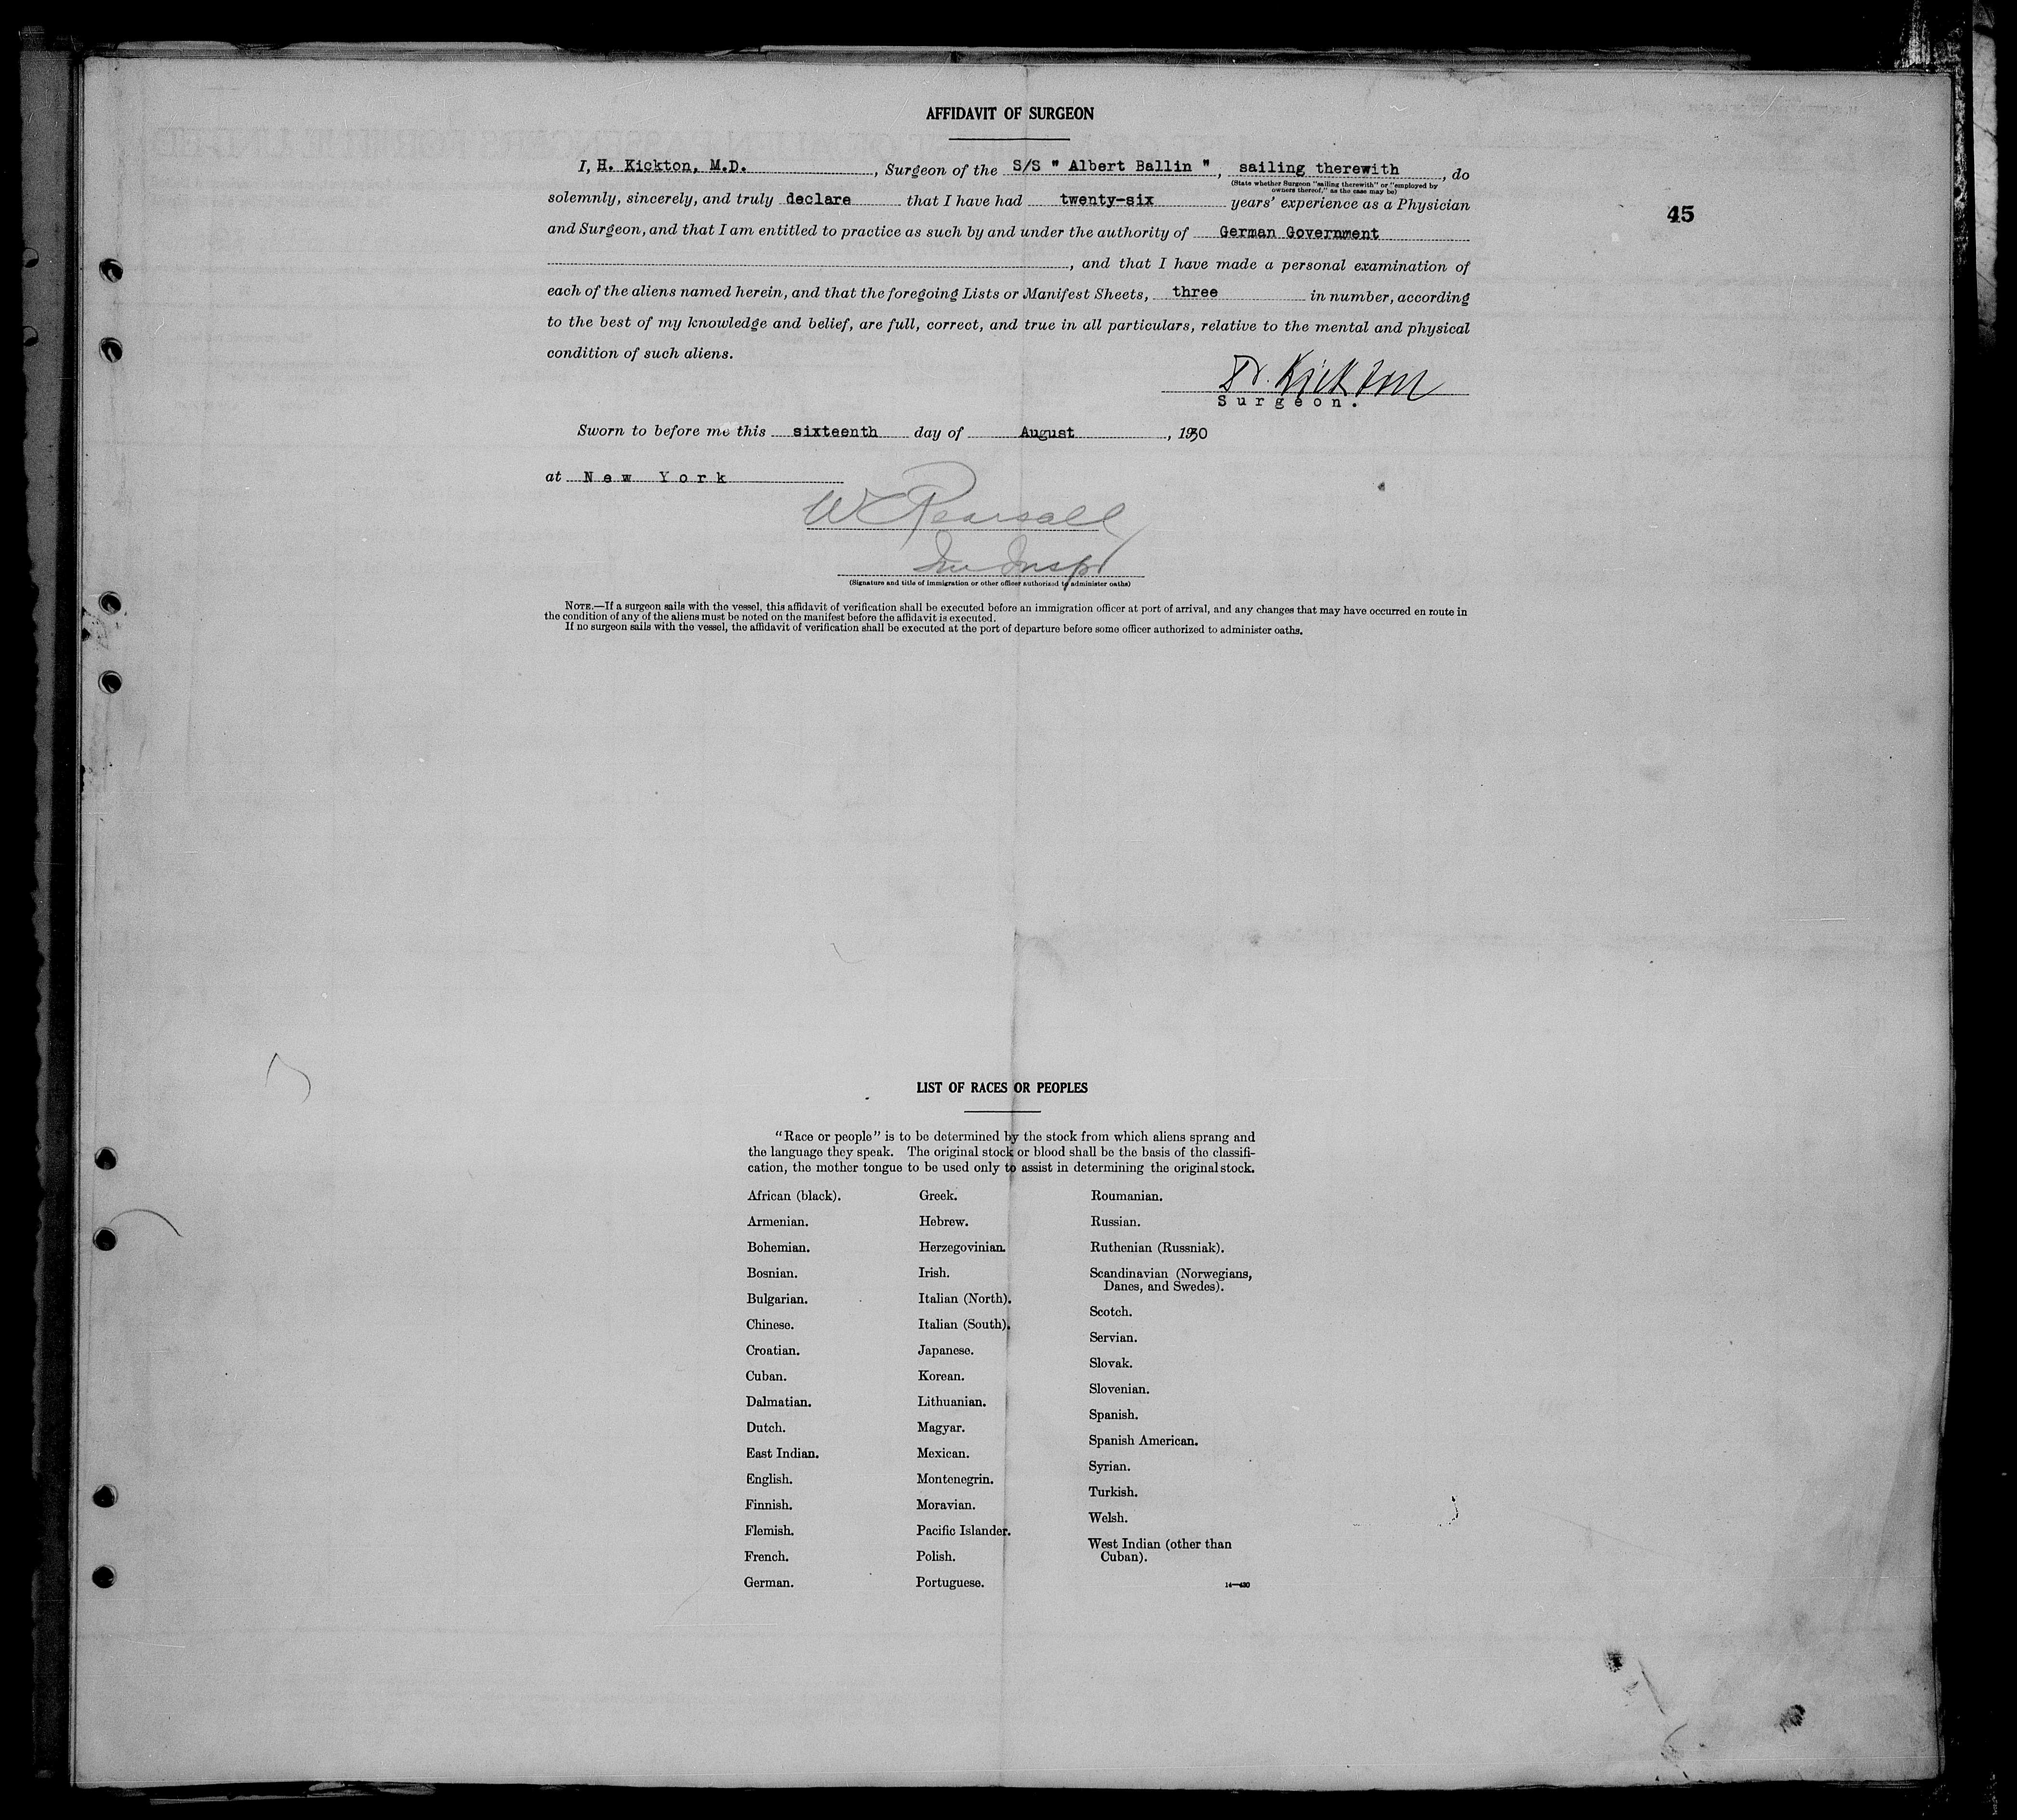 AFFIDAVIT OF SURGEON
I, H. Kickton, M.D. , Surgeon of the S/S " Albert Ballin " , sailing therewith , do
(State whether Surgeon "sailing therewith" or "employed by
owners thereof," as the case may be)
solemnly, sincerely, and truly declare that I have had twenty-six years' experience as a Physician
45
and Surgeon, and that I am entitled to practice as such by and under the authority of German Government
, and that I have made a personal examination of
each of the aliens named herein, and that the foregoing Lists or Manifest Sheets, three in number, according
to the best of my knowledge and belief, are full, correct, and true in all particulars, relative to the mental and physical
condition of such aliens.
Dr. Kickton
Surgeon.
Sworn to before me this sixteenth day of August , 1930
at New York
W Pearsall
Im Inspr
(Signature and title of immigration or other officer authorized to administer oaths)
NOTE.—If a surgeon sails with the vessel, this affidavit of verification shall be executed before an immigration officer at port of arrival, and any changes that may have occurred en route in
the condition of any of the aliens must be noted on the manifest before the affidavit is executed.
If no surgeon sails with the vessel, the affidavit of verification shall be executed at the port of departure before some officer authorized to administer oaths.
LIST OF RACES OR PEOPLES
"Race or people" is to be determined by the stock from which aliens sprang and
the language they speak. The original stock or blood shall be the basis of the classifi-
cation, the mother tongue to be used only to assist in determining the original stock.
African (black).
Armenian.
Bohemian.
Bosnian.
Bulgarian.
Chinese.
Croatian.
Cuban.
Dalmatian.
Dutch.
East Indian.
English.
Finnish.
Flemish.
French.
German.
Greek.
Hebrew.
Herzegovinian.
Irish.
Italian (North).
Italian (South).
Japanese.
Korean.
Lithuanian.
Magyar.
Mexican.
Montenegrin.
Moravian.
Pacific Islander.
Polish.
Portuguese.
Roumanian.
Russian.
Ruthenian (Russniak).
Scandinavian (Norwegians,
Danes, and Swedes).
Scotch.
Servian.
Slovak.
Slovenian.
Spanish.
Spanish American.
Syrian.
Turkish.
Welsh.
West Indian (other than
Cuban).
14—430